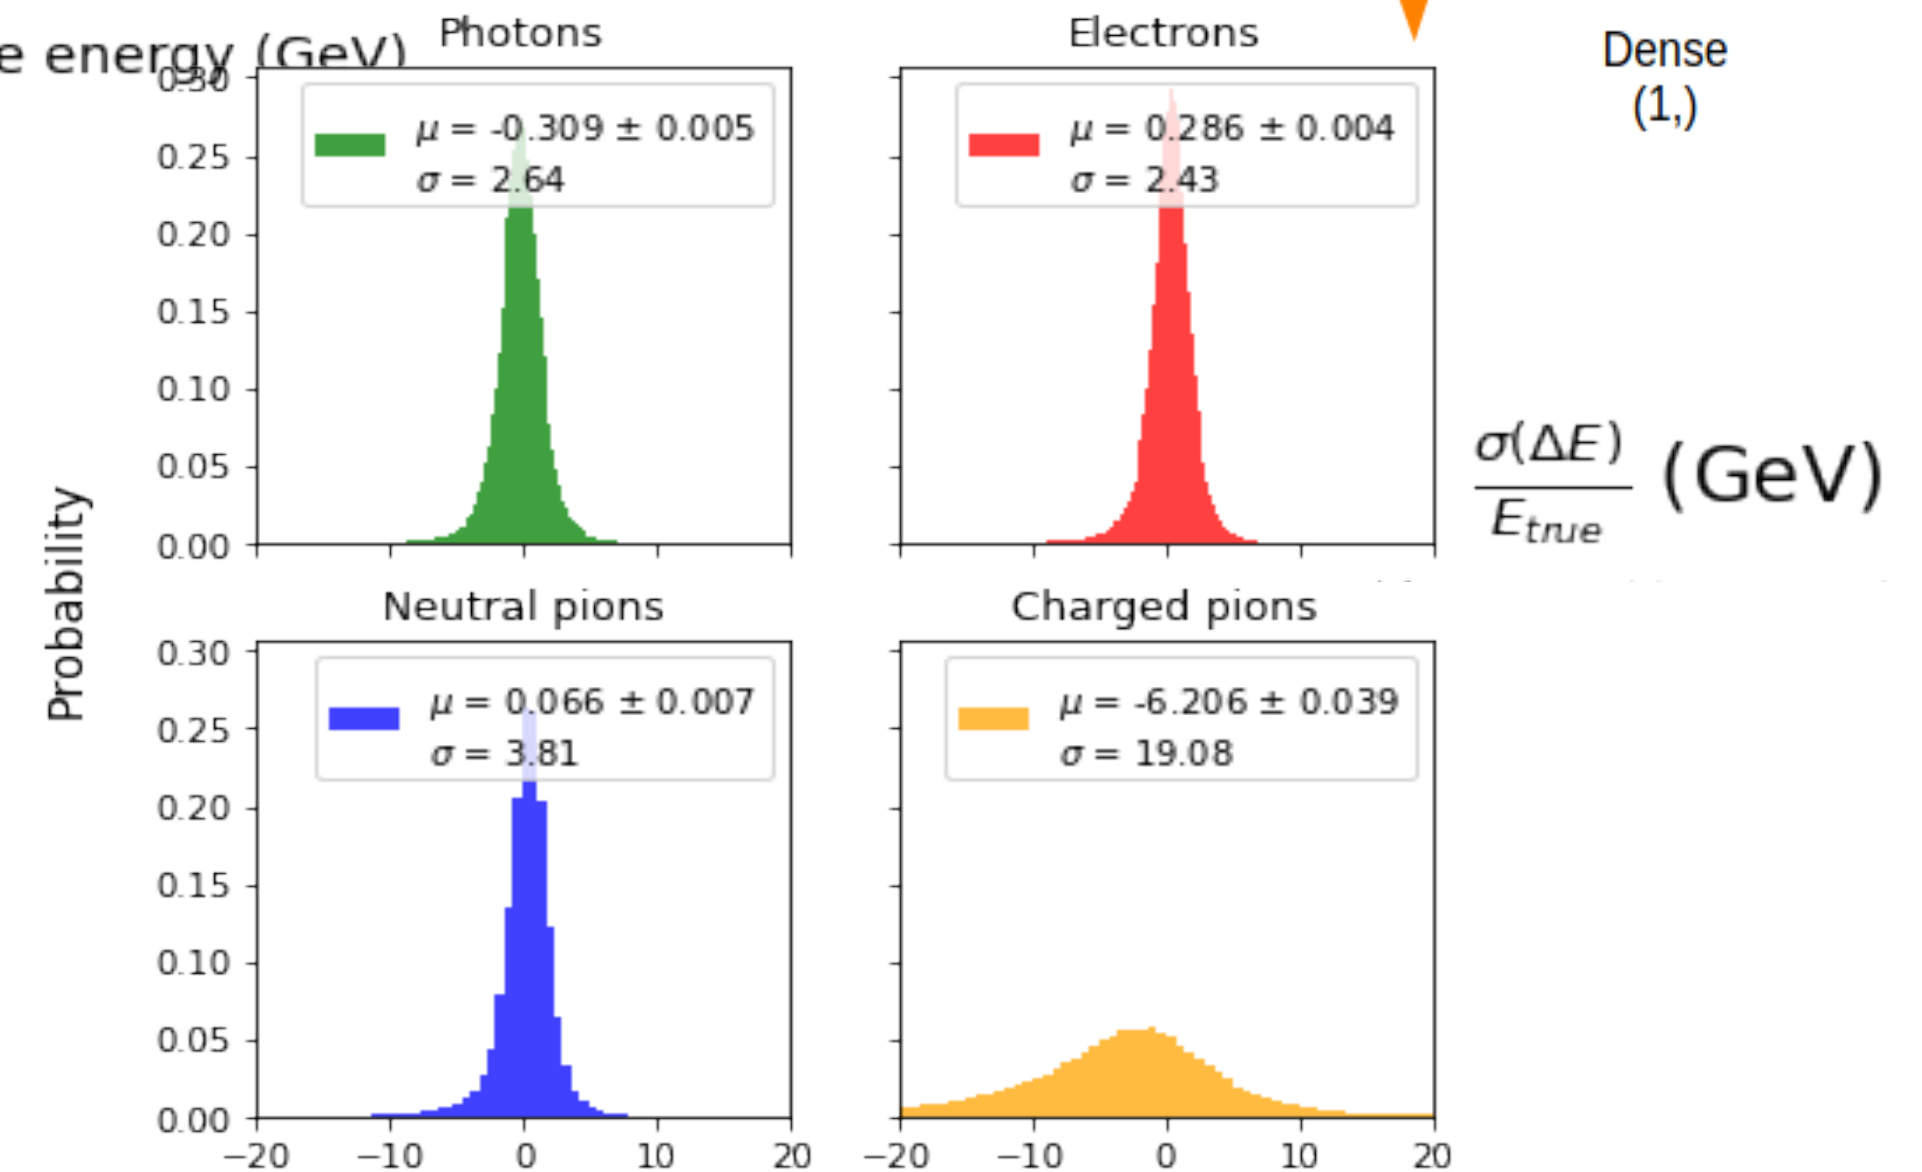 e energy (GeV)
Photons
0.30
0.25
0.20
0.15
0.10
0.05
0.00
μ = -0.309 ± 0.005
σ = 2.64
Electrons
μ = 0.286 ± 0.004
σ = 2.43
Dense
(1,)
σ(ΔE)
E_true
(GeV)
Probability
Neutral pions
0.30
0.25
0.20
0.15
0.10
0.05
0.00
μ = 0.066 ± 0.007
σ = 3.81
−20 −10 0 10 20
Charged pions
μ = -6.206 ± 0.039
σ = 19.08
−20 −10 0 10 20